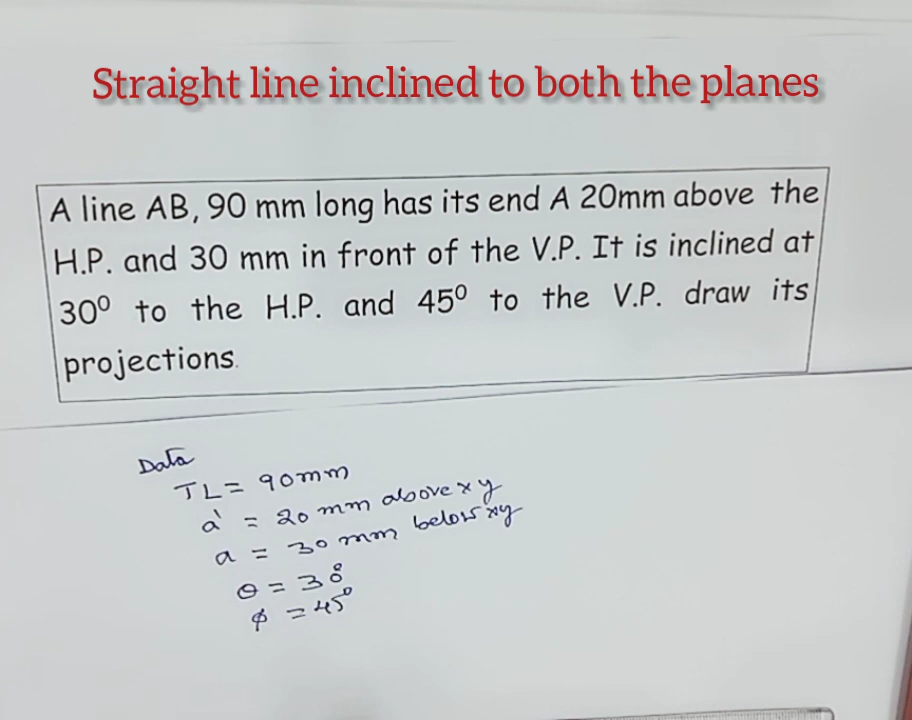 Straight line inclined to both the planes
A line AB, 90 mm long has its end A 20mm above the
H.P. and 30 mm in front of the V.P. It is inclined at
30⁰ to the H.P. and 45⁰ to the V.P. draw its
projections.
Data
TL = 90mm
a' = 20 mm above xy
a = 30 mm below xy
θ = 30°
φ = 45°